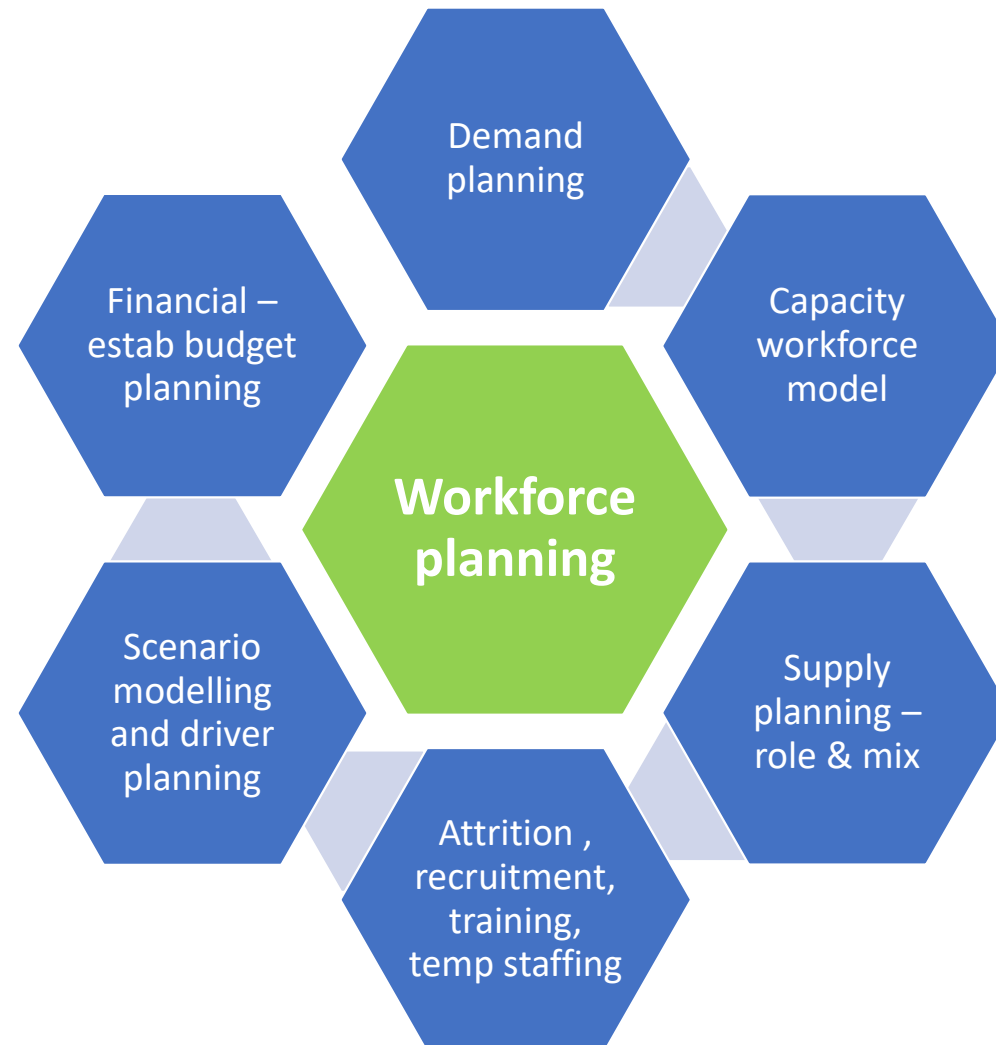 Demand
planning
Financial –
estab budget
planning
Capacity
workforce
model
Workforce
planning
Scenario
modelling
and driver
planning
Supply
planning –
role & mix
Attrition ,
recruitment,
training,
temp staffing